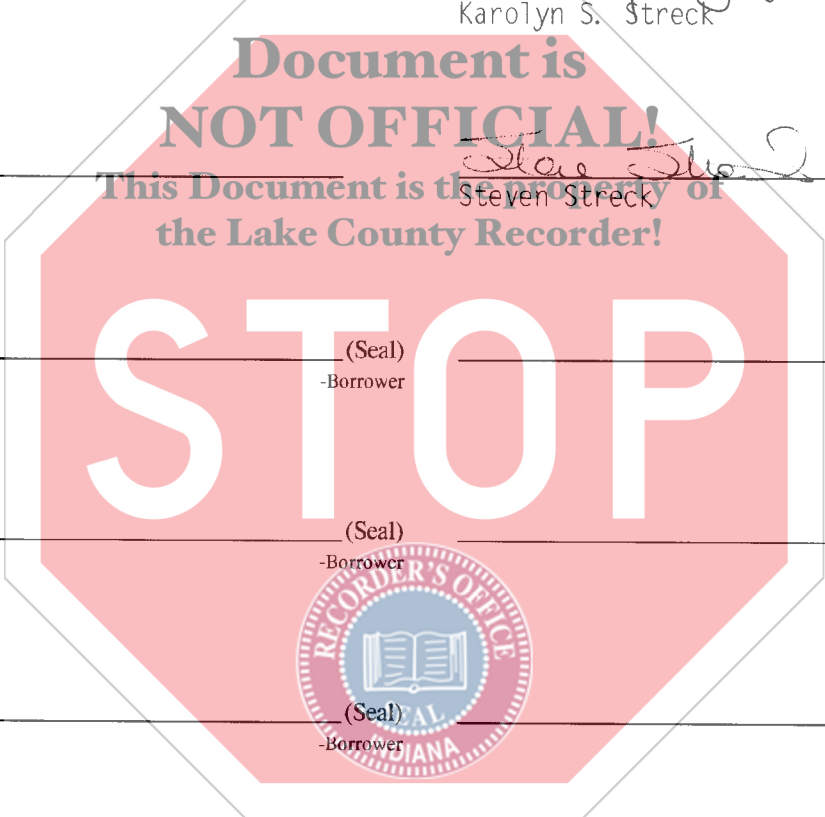 Karolyn S. Streck
Document is
NOT OFFICIAL!
This Document is the property of
Steven Streck
the Lake County Recorder!
STOP
(Seal)
-Borrower
(Seal)
-Borrower
RECORDER'S OFFICE
SEAL
INDIANA
(Seal)
-Borrower